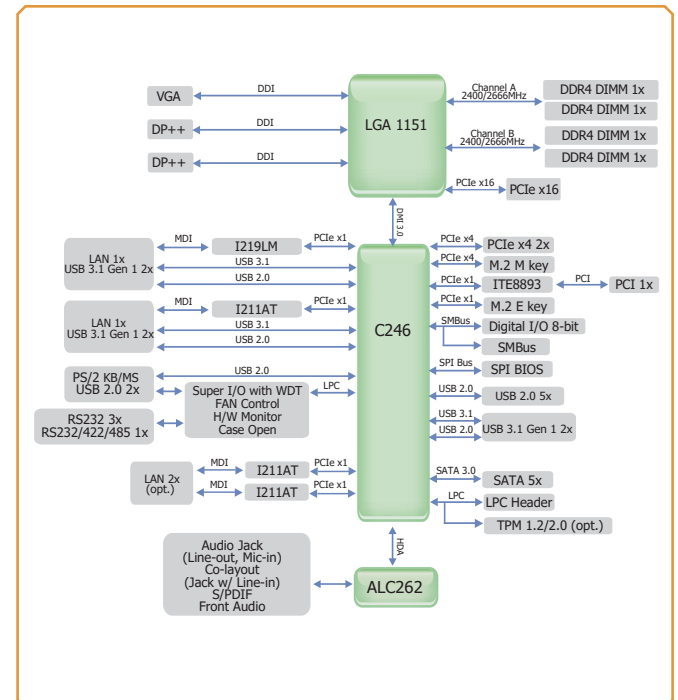 VGA
DDI
DP++
DDI
DP++
DDI
LGA 1151
Channel A
2400/2666MHz
DDR4 DIMM 1x
DDR4 DIMM 1x
Channel B
2400/2666MHz
DDR4 DIMM 1x
DDR4 DIMM 1x
PCIe x16
PCIe x16
DMI 3.0
LAN 1x
USB 3.1 Gen 1 2x
MDI
I219LM
PCIe x1
USB 3.1
USB 2.0
LAN 1x
USB 3.1 Gen 1 2x
MDI
I211AT
PCIe x1
USB 3.1
USB 2.0
PS/2 KB/MS
USB 2.0 2x
USB 2.0
Super I/O with WDT
FAN Control
H/W Monitor
Case Open
LPC
RS232 3x
RS232/422/485 1x
LAN 2x
(opt.)
MDI
I211AT
PCIe x1
MDI
I211AT
PCIe x1
C246
PCIe x4
PCIe x4 2x
PCIe x4
M.2 M key
PCIe x1
ITE8893
PCI
PCI 1x
PCIe x1
M.2 E key
SMBus
Digital I/O 8-bit
SMBus
SPI Bus
SPI BIOS
USB 2.0
USB 2.0 5x
USB 3.1
USB 2.0
USB 3.1 Gen 1 2x
SATA 3.0
SATA 5x
LPC
LPC Header
TPM 1.2/2.0 (opt.)
HDA
Audio Jack
(Line-out, Mic-in)
Co-layout
(Jack w/ Line-in)
S/PDIF
Front Audio
ALC262